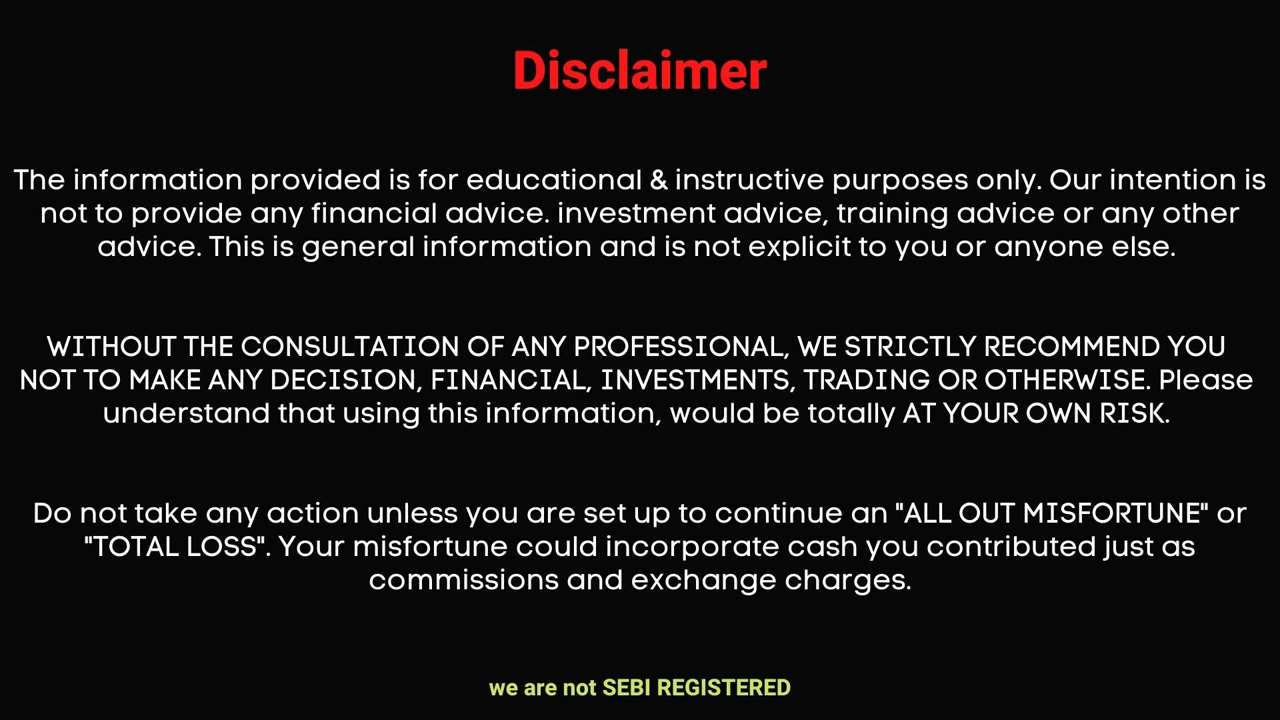 Disclaimer
The information provided is for educational & instructive purposes only. Our intention is
not to provide any financial advice. investment advice, training advice or any other
advice. This is general information and is not explicit to you or anyone else.
WITHOUT THE CONSULTATION OF ANY PROFESSIONAL, WE STRICTLY RECOMMEND YOU
NOT TO MAKE ANY DECISION, FINANCIAL, INVESTMENTS, TRADING OR OTHERWISE. Please
understand that using this information, would be totally AT YOUR OWN RISK.
Do not take any action unless you are set up to continue an "ALL OUT MISFORTUNE" or
"TOTAL LOSS". Your misfortune could incorporate cash you contributed just as
commissions and exchange charges.
we are not SEBI REGISTERED